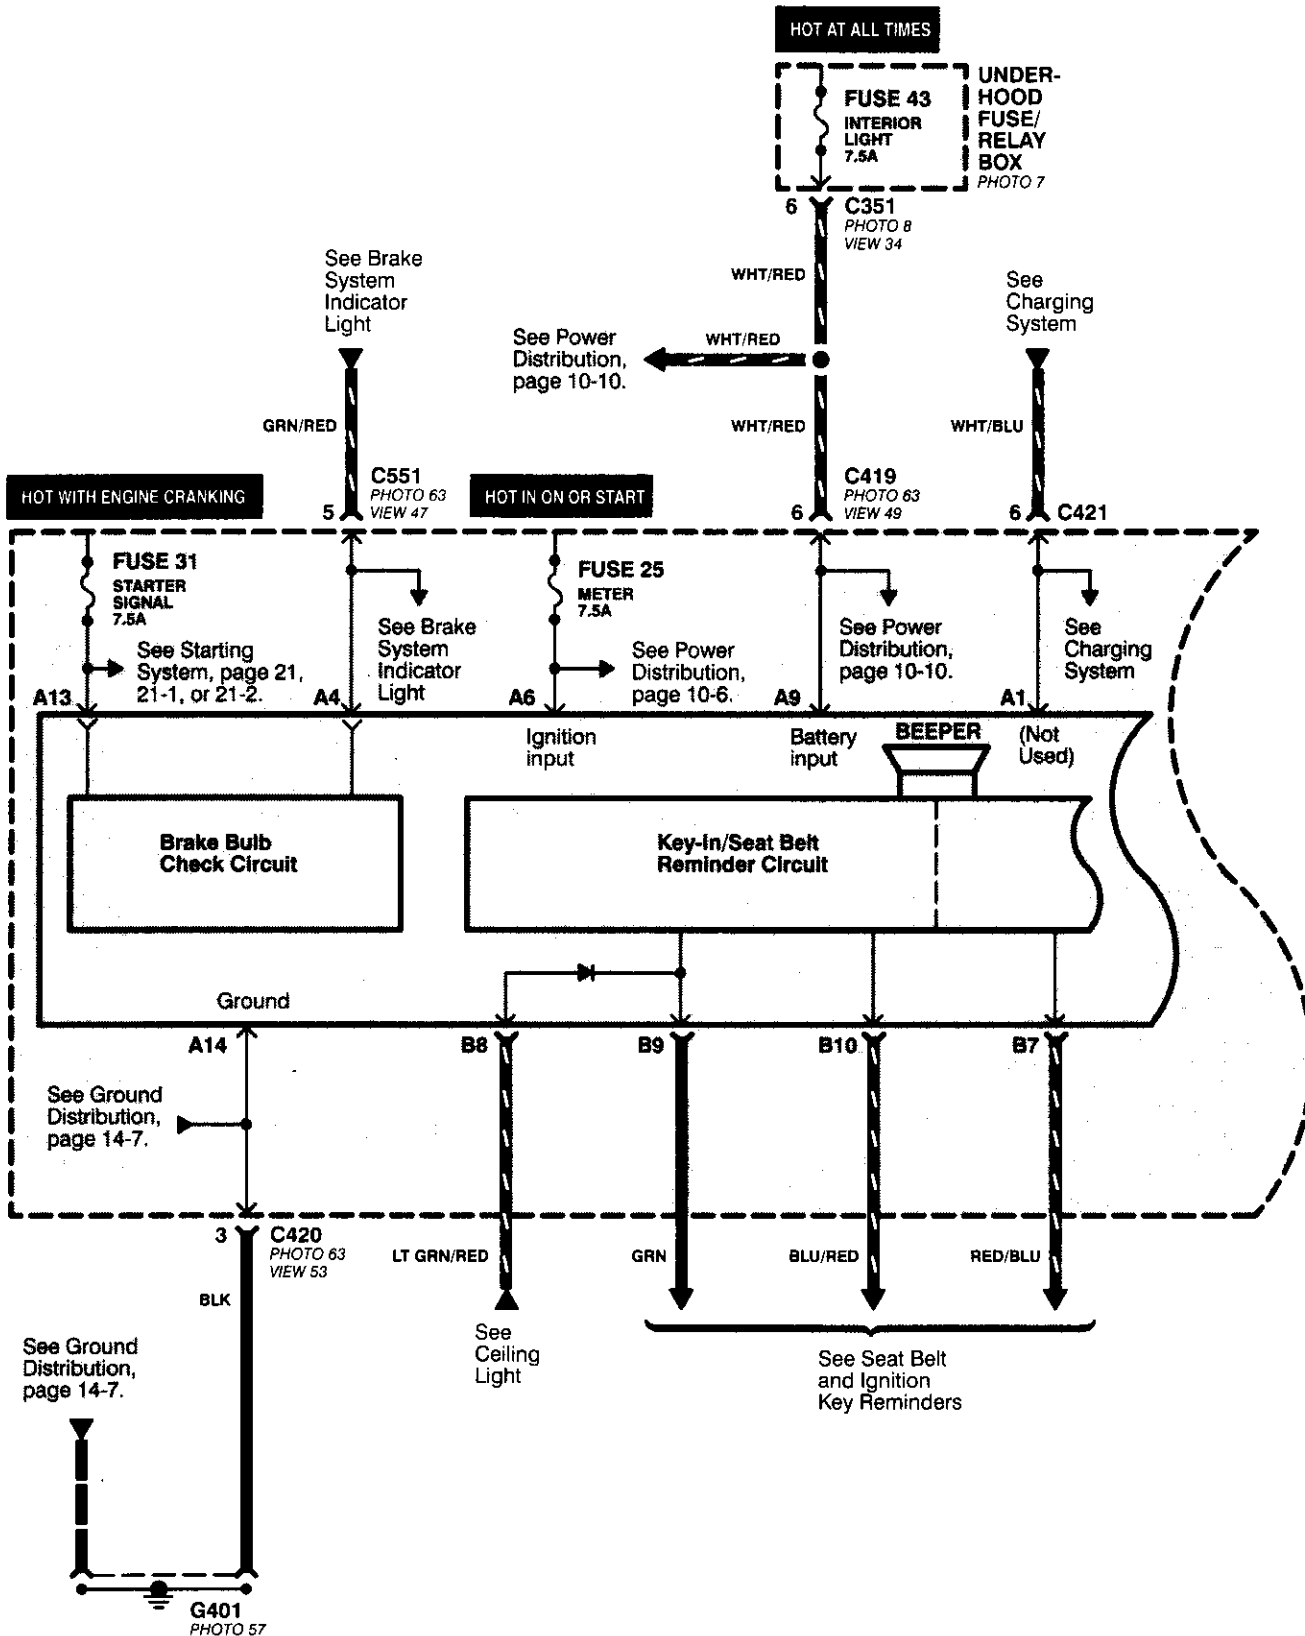 HOT AT ALL TIMES
FUSE 43
INTERIOR
LIGHT
7.5A
UNDER-
HOOD
FUSE/
RELAY
BOX
PHOTO 7
6
C351
PHOTO 8
VIEW 34
WHT/RED
See Brake
System
Indicator
Light
See Power
Distribution,
page 10-10.
WHT/RED
See
Charging
System
GRN/RED
WHT/RED
WHT/BLU
HOT WITH ENGINE CRANKING
5
C551
PHOTO 63
VIEW 47
HOT IN ON OR START
6
C419
PHOTO 63
VIEW 49
6
C421
FUSE 31
STARTER
SIGNAL
7.5A
See Starting
System, page 21,
21-1, or 21-2.
See Brake
System
Indicator
Light
FUSE 25
METER
7.5A
See Power
Distribution,
page 10-6.
See Power
Distribution,
page 10-10.
See
Charging
System
A13
A4
A6
A9
A1
Ignition
input
Battery
input
BEEPER
(Not
Used)
Brake Bulb
Check Circuit
Key-In/Seat Belt
Reminder Circuit
Ground
A14
B8
B9
B10
B7
See Ground
Distribution,
page 14-7.
3
C420
PHOTO 63
VIEW 53
LT GRN/RED
GRN
BLU/RED
RED/BLU
BLK
See
Ceiling
Light
See Seat Belt
and Ignition
Key Reminders
See Ground
Distribution,
page 14-7.
G401
PHOTO 57